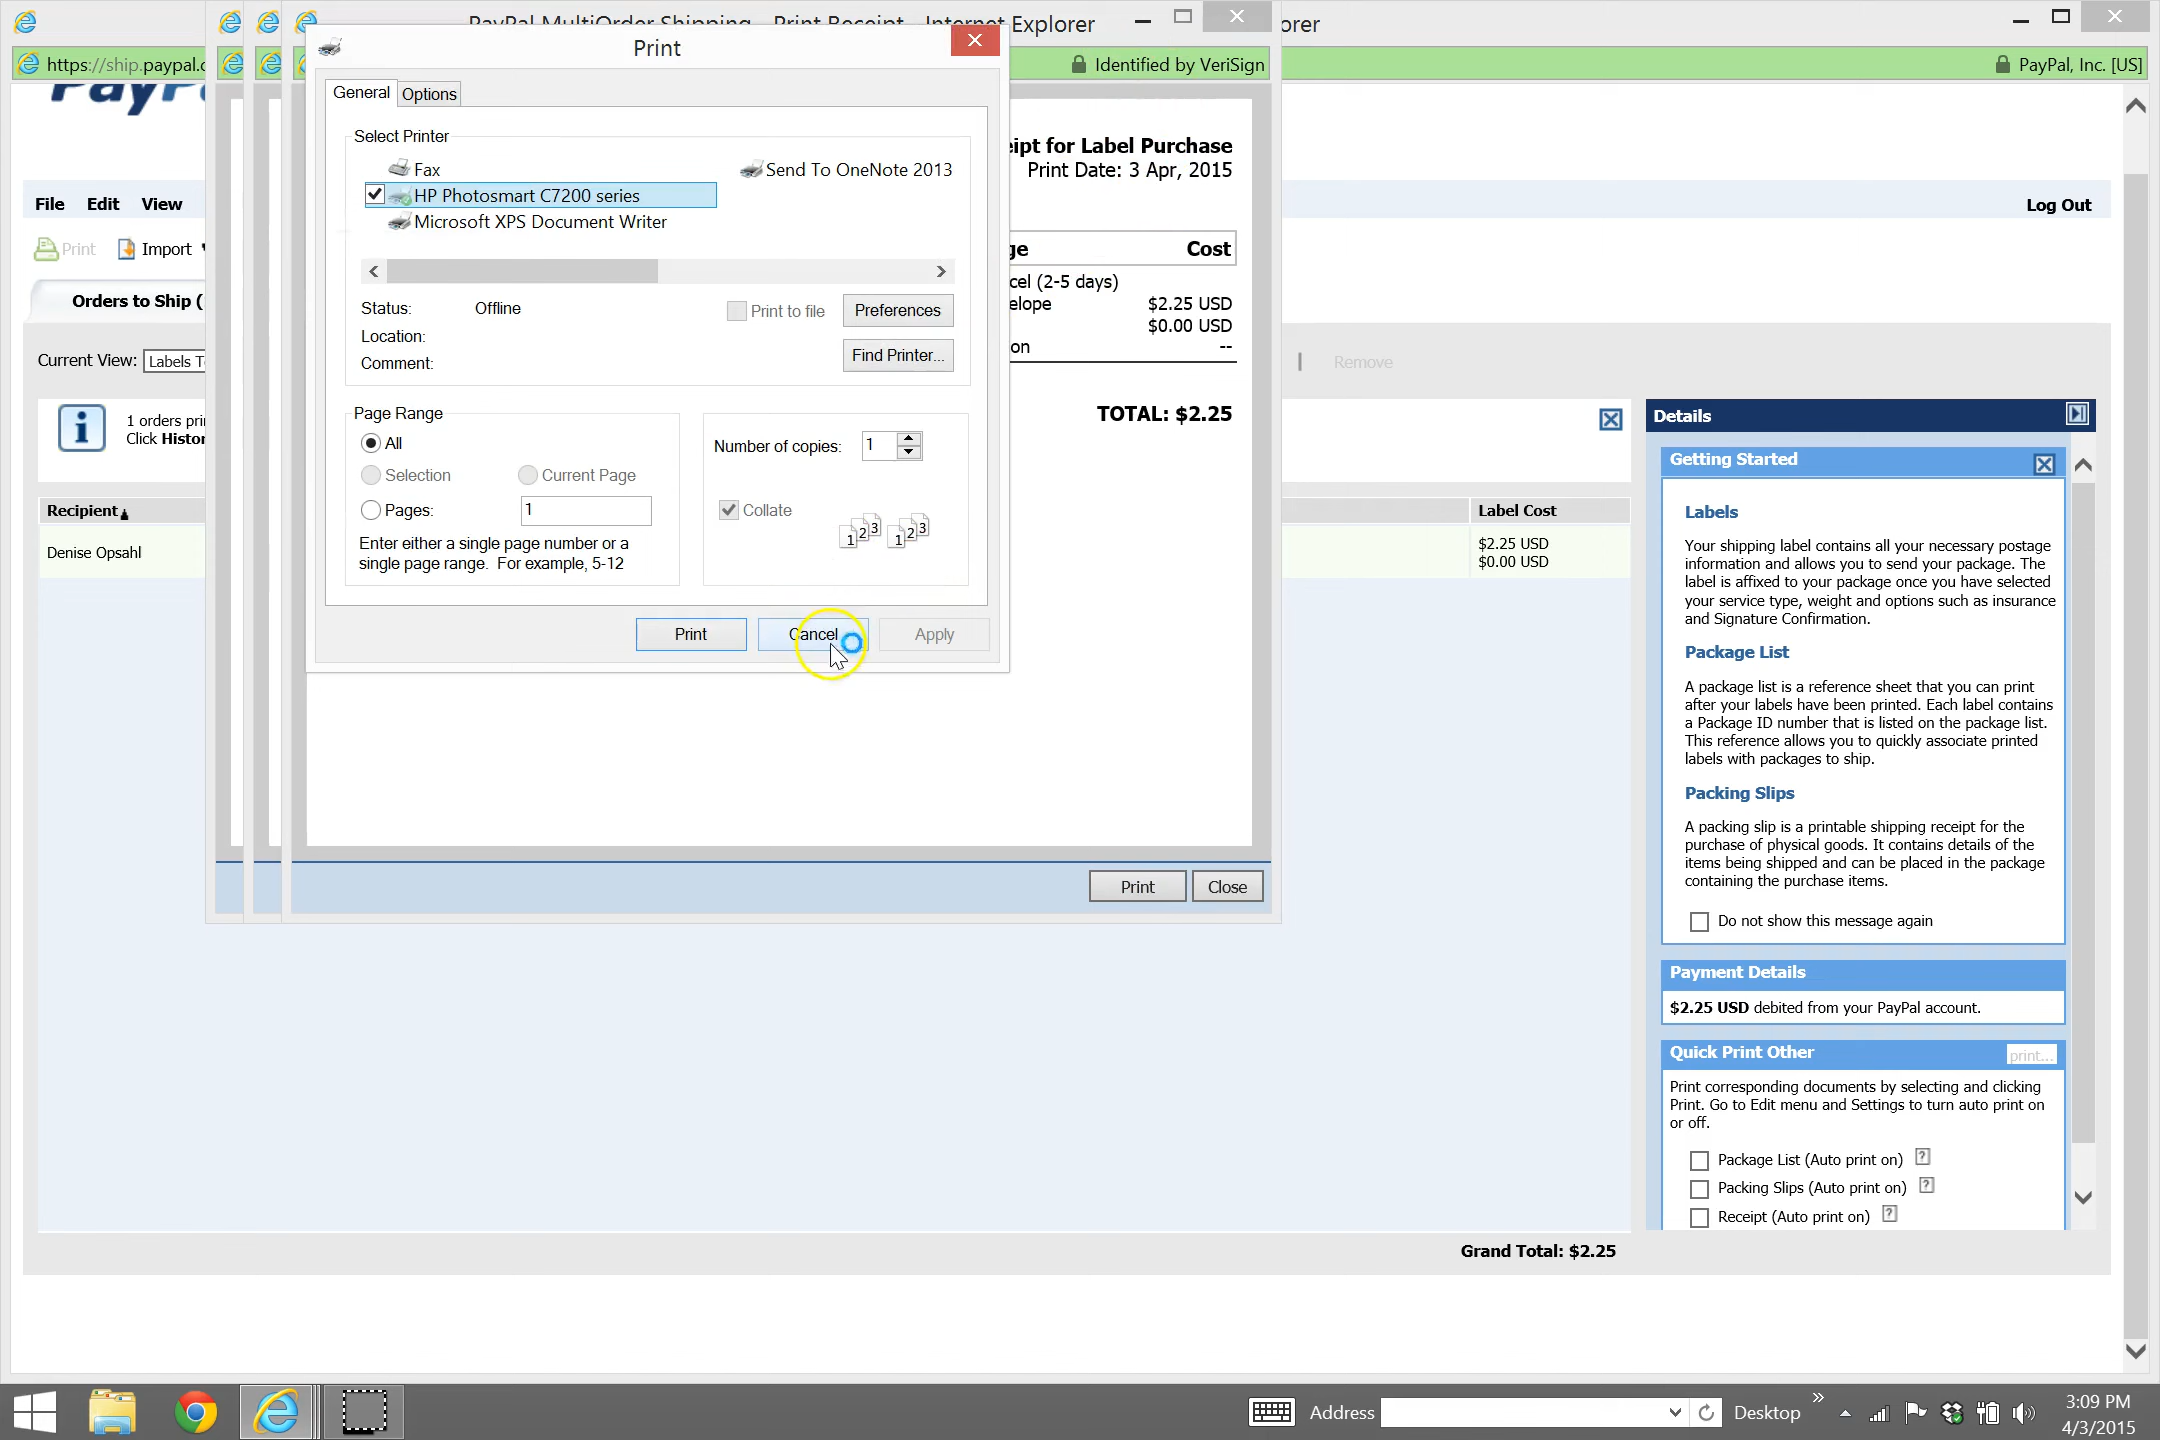 PayPal MultiOrder Shipping - Print Receipt - Internet Explorer
orer
https://ship.paypal.c
Identified by VeriSign
PayPal, Inc. [US]
PayP
File Edit View
Log Out
Print Import
Orders to Ship (
Current View: Labels T
Remove
1 orders pri
Click Histor
Recipient
Label Cost
Denise Opsahl
$2.25 USD
$0.00 USD
Grand Total: $2.25
Print
General Options
Select Printer
Fax
Send To OneNote 2013
HP Photosmart C7200 series
Microsoft XPS Document Writer
Status: Offline
Print to file
Preferences
Location:
Find Printer...
Comment:
Page Range
All
Selection
Current Page
Pages: 1
Enter either a single page number or a
single page range. For example, 5-12
Number of copies: 1
Collate
1 2 3 1 2 3
Print Cancel Apply
eipt for Label Purchase
Print Date: 3 Apr, 2015
ge Cost
cel (2-5 days)
elope $2.25 USD
$0.00 USD
on --
TOTAL: $2.25
Print Close
Details
Getting Started
Labels
Your shipping label contains all your necessary postage
information and allows you to send your package. The
label is affixed to your package once you have selected
your service type, weight and options such as insurance
and Signature Confirmation.
Package List
A package list is a reference sheet that you can print
after your labels have been printed. Each label contains
a Package ID number that is listed on the package list.
This reference allows you to quickly associate printed
labels with packages to ship.
Packing Slips
A packing slip is a printable shipping receipt for the
purchase of physical goods. It contains details of the
items being shipped and can be placed in the package
containing the purchase items.
Do not show this message again
Payment Details
$2.25 USD debited from your PayPal account.
Quick Print Other
print...
Print corresponding documents by selecting and clicking
Print. Go to Edit menu and Settings to turn auto print on
or off.
Package List (Auto print on) ?
Packing Slips (Auto print on) ?
Receipt (Auto print on) ?
Address
Desktop
3:09 PM
4/3/2015